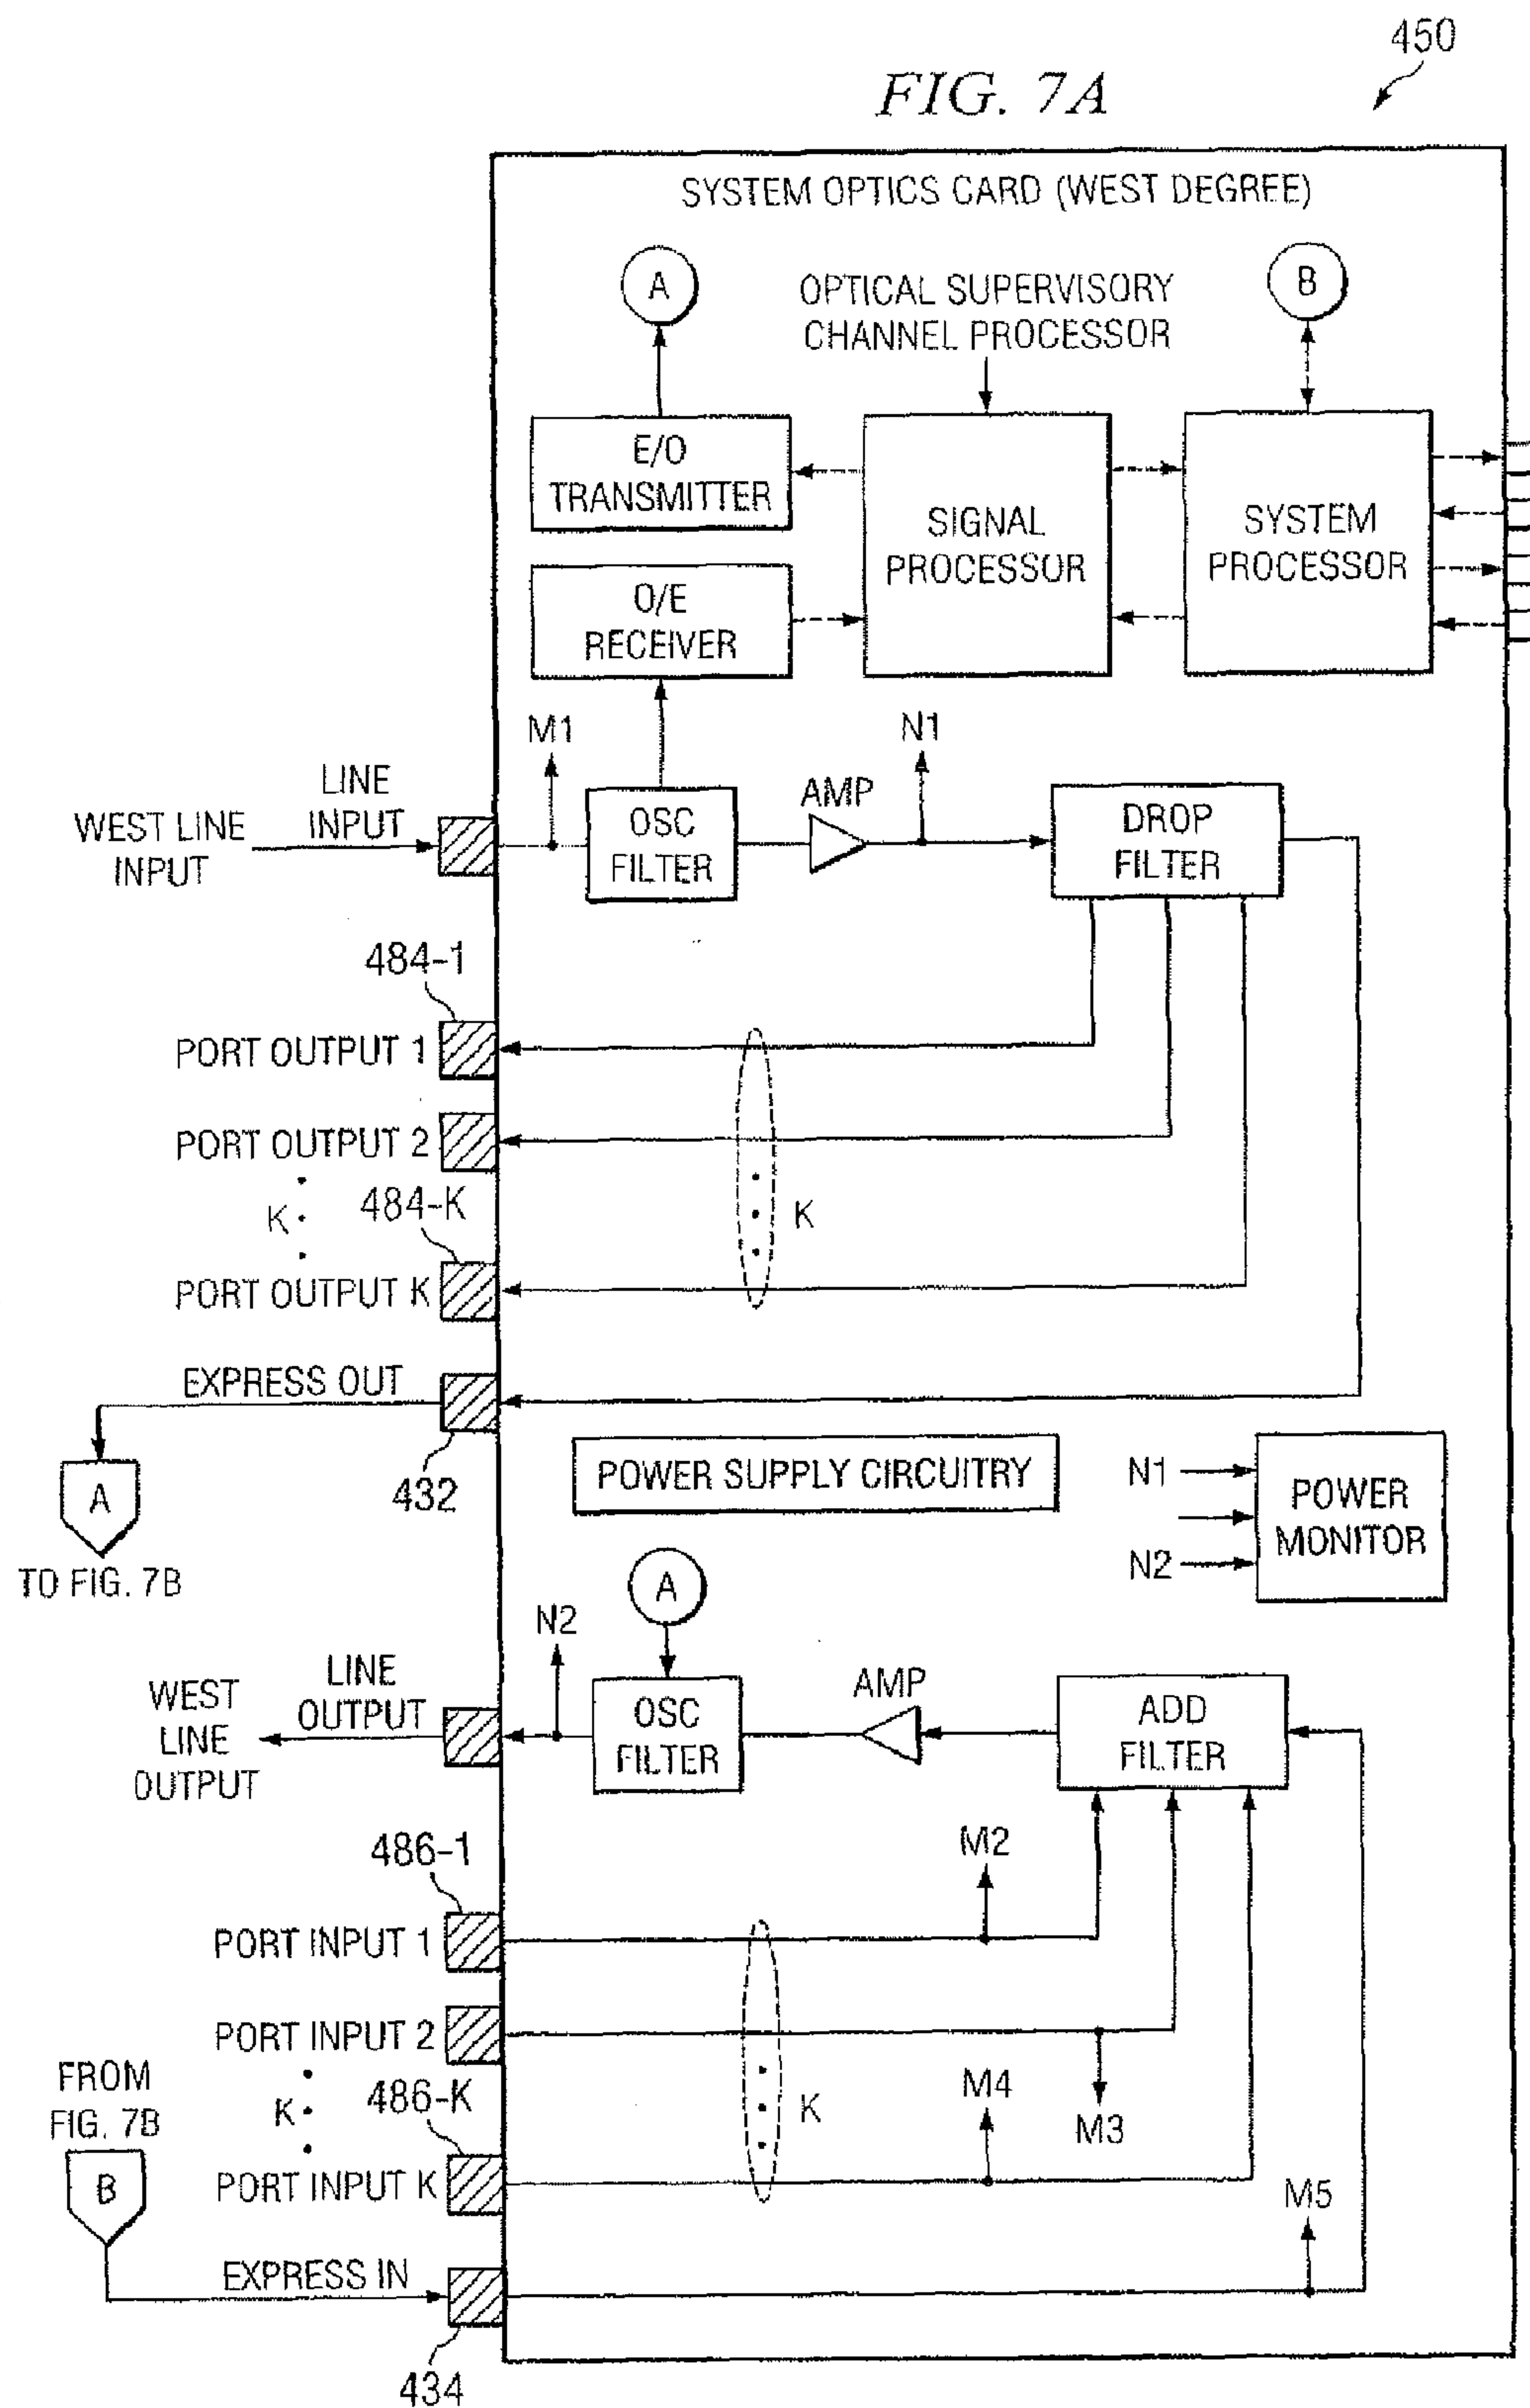 450
FIG. 7A
SYSTEM OPTICS CARD (WEST DEGREE)
A
OPTICAL SUPERVISORY
CHANNEL PROCESSOR
B
E/O
TRANSMITTER
SIGNAL
PROCESSOR
SYSTEM
PROCESSOR
O/E
RECEIVER
M1
N1
WEST LINE
INPUT
LINE
INPUT
OSC
FILTER
AMP
DROP
FILTER
484-1
PORT OUTPUT 1
PORT OUTPUT 2
K
484-K
K
PORT OUTPUT K
EXPRESS OUT
432
A
TO FIG. 7B
POWER SUPPLY CIRCUITRY
N1
N2
POWER
MONITOR
A
N2
WEST
LINE
OUTPUT
LINE
OUTPUT
OSC
FILTER
AMP
ADD
FILTER
486-1
M2
PORT INPUT 1
PORT INPUT 2
FROM
FIG. 7B
B
K
486-K
K
M4
M3
PORT INPUT K
M5
EXPRESS IN
434